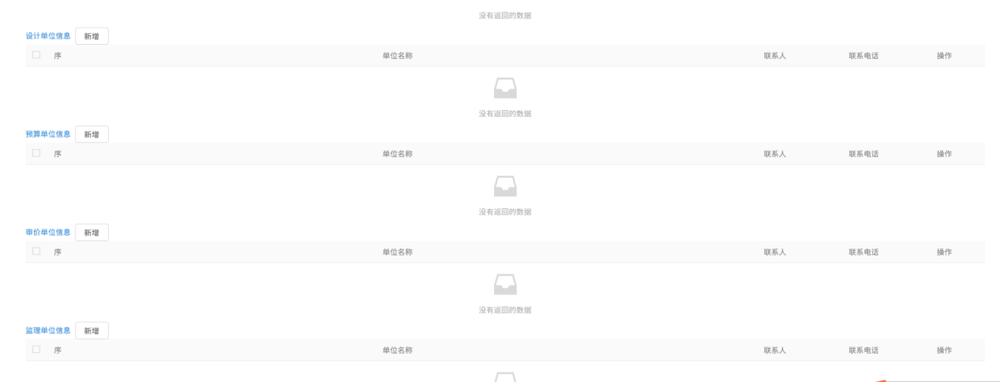 没有返回的数据
设计单位信息 新增
序 单位名称 联系人 联系电话 操作
没有返回的数据
预算单位信息 新增
序 单位名称 联系人 联系电话 操作
没有返回的数据
审价单位信息 新增
序 单位名称 联系人 联系电话 操作
没有返回的数据
监理单位信息 新增
序 单位名称 联系人 联系电话 操作